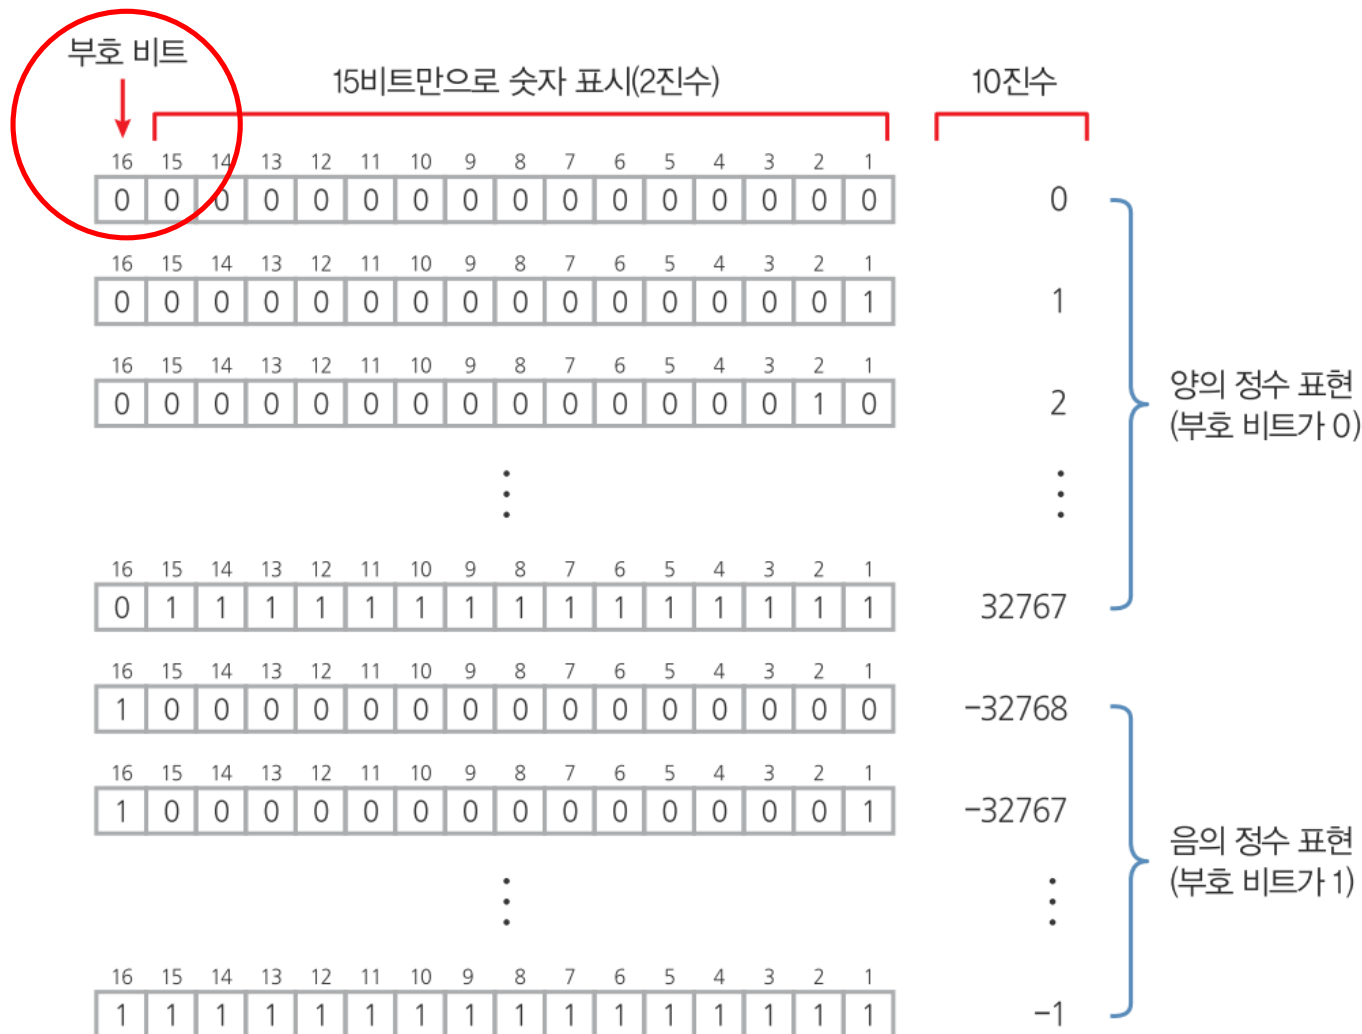 부호 비트
15비트만으로 숫자 표시(2진수)
10진수
16 15 14 13 12 11 10 9 8 7 6 5 4 3 2 1
0 0 0 0 0 0 0 0 0 0 0 0 0 0 0 0
0
16 15 14 13 12 11 10 9 8 7 6 5 4 3 2 1
0 0 0 0 0 0 0 0 0 0 0 0 0 0 0 1
1
16 15 14 13 12 11 10 9 8 7 6 5 4 3 2 1
0 0 0 0 0 0 0 0 0 0 0 0 0 0 1 0
2
양의 정수 표현
(부호 비트가 0)
16 15 14 13 12 11 10 9 8 7 6 5 4 3 2 1
0 1 1 1 1 1 1 1 1 1 1 1 1 1 1 1
32767
16 15 14 13 12 11 10 9 8 7 6 5 4 3 2 1
1 0 0 0 0 0 0 0 0 0 0 0 0 0 0 0
-32768
16 15 14 13 12 11 10 9 8 7 6 5 4 3 2 1
1 0 0 0 0 0 0 0 0 0 0 0 0 0 0 1
-32767
음의 정수 표현
(부호 비트가 1)
16 15 14 13 12 11 10 9 8 7 6 5 4 3 2 1
1 1 1 1 1 1 1 1 1 1 1 1 1 1 1 1
-1